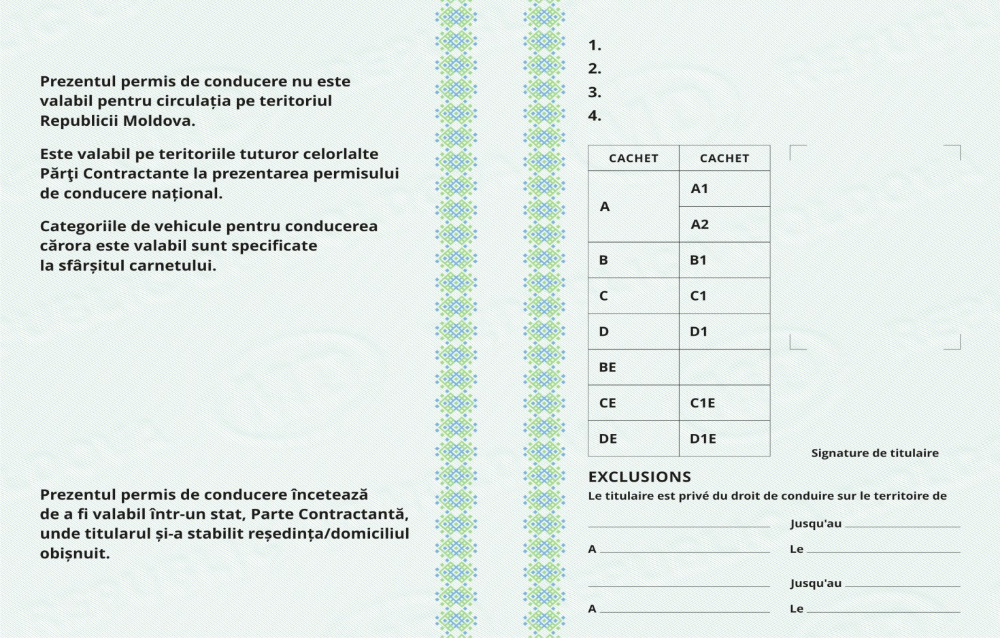 Prezentul permis de conducere nu este
valabil pentru circulația pe teritoriul
Republicii Moldova.
Este valabil pe teritoriile tuturor celorlalte
Părţi Contractante la prezentarea permisului
de conducere național.
Categoriile de vehicule pentru conducerea
cărora este valabil sunt specificate
la sfârșitul carnetului.
Prezentul permis de conducere încetează
de a fi valabil într-un stat, Parte Contractantă,
unde titularul și-a stabilit reședința/domiciliul
obișnuit.
1.
2.
3.
4.
CACHET CACHET
A
A1
A2
B B1
C C1
D D1
BE
CE C1E
DE D1E
Signature de titulaire
EXCLUSIONS
Le titulaire est privé du droit de conduire sur le territoire de
Jusqu'au
A Le
Jusqu'au
A Le